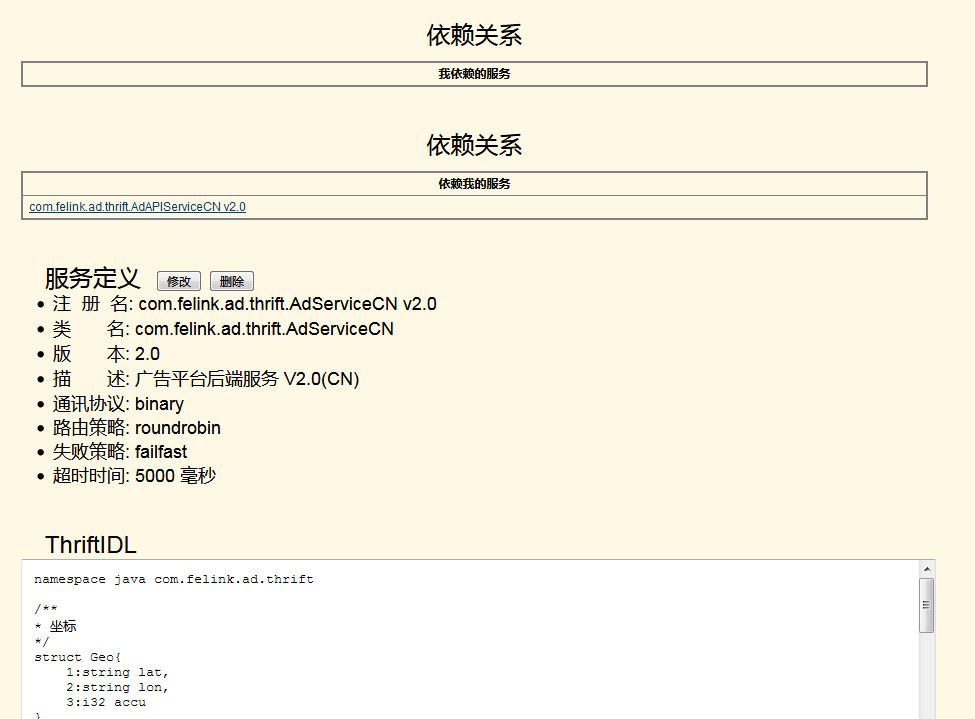 依赖关系
我依赖的服务
依赖关系
依赖我的服务
com.felink.ad.thrift.AdAPIServiceCN v2.0
服务定义 修改 删除
注 册 名: com.felink.ad.thrift.AdServiceCN v2.0
类 名: com.felink.ad.thrift.AdServiceCN
版 本: 2.0
描 述: 广告平台后端服务 V2.0(CN)
通讯协议: binary
路由策略: roundrobin
失败策略: failfast
超时时间: 5000 毫秒
ThriftIDL
namespace java com.felink.ad.thrift
/**
* 坐标
*/
struct Geo{
1:string lat,
2:string lon,
3:i32 accu
}